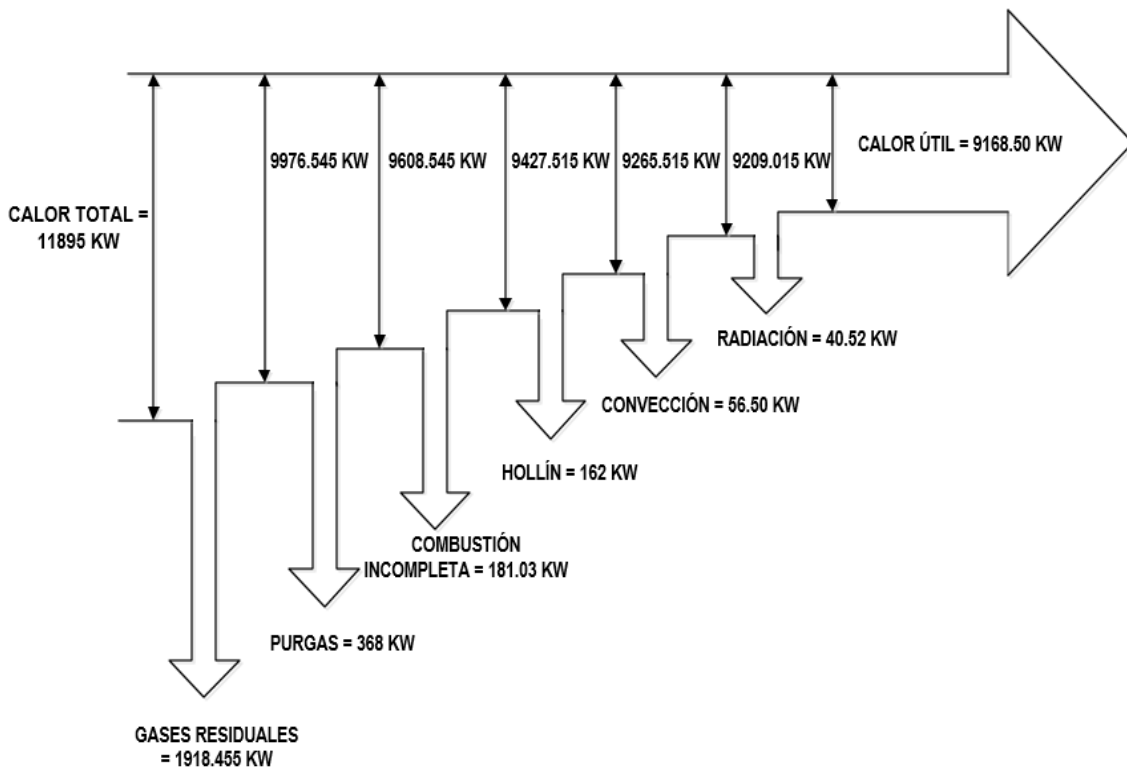 9976.545 KW
9608.545 KW
9427.515 KW
9265.515 KW
9209.015 KW
CALOR ÚTIL = 9168.50 KW
CALOR TOTAL =
11895 KW
RADIACIÓN = 40.52 KW
CONVECCIÓN = 56.50 KW
HOLLÍN = 162 KW
COMBUSTIÓN
INCOMPLETA = 181.03 KW
PURGAS = 368 KW
GASES RESIDUALES
= 1918.455 KW